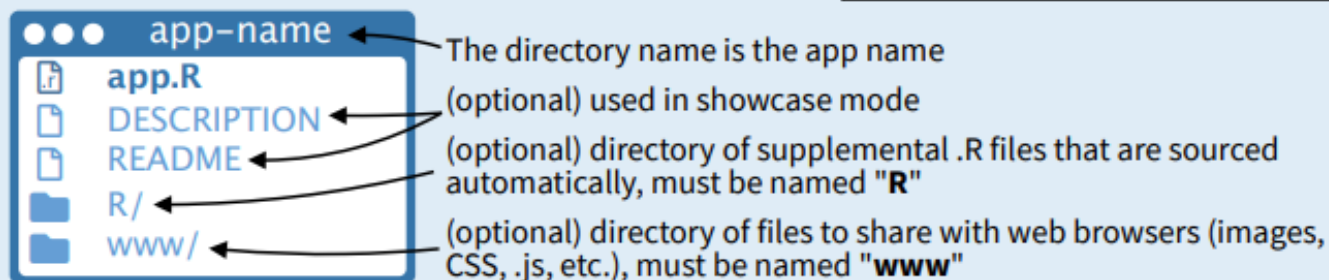 app-name
The directory name is the app name
.r app.R
DESCRIPTION
(optional) used in showcase mode
README
(optional) directory of supplemental .R files that are sourced
automatically, must be named "R"
R/
www/
(optional) directory of files to share with web browsers (images,
CSS, .js, etc.), must be named "www"